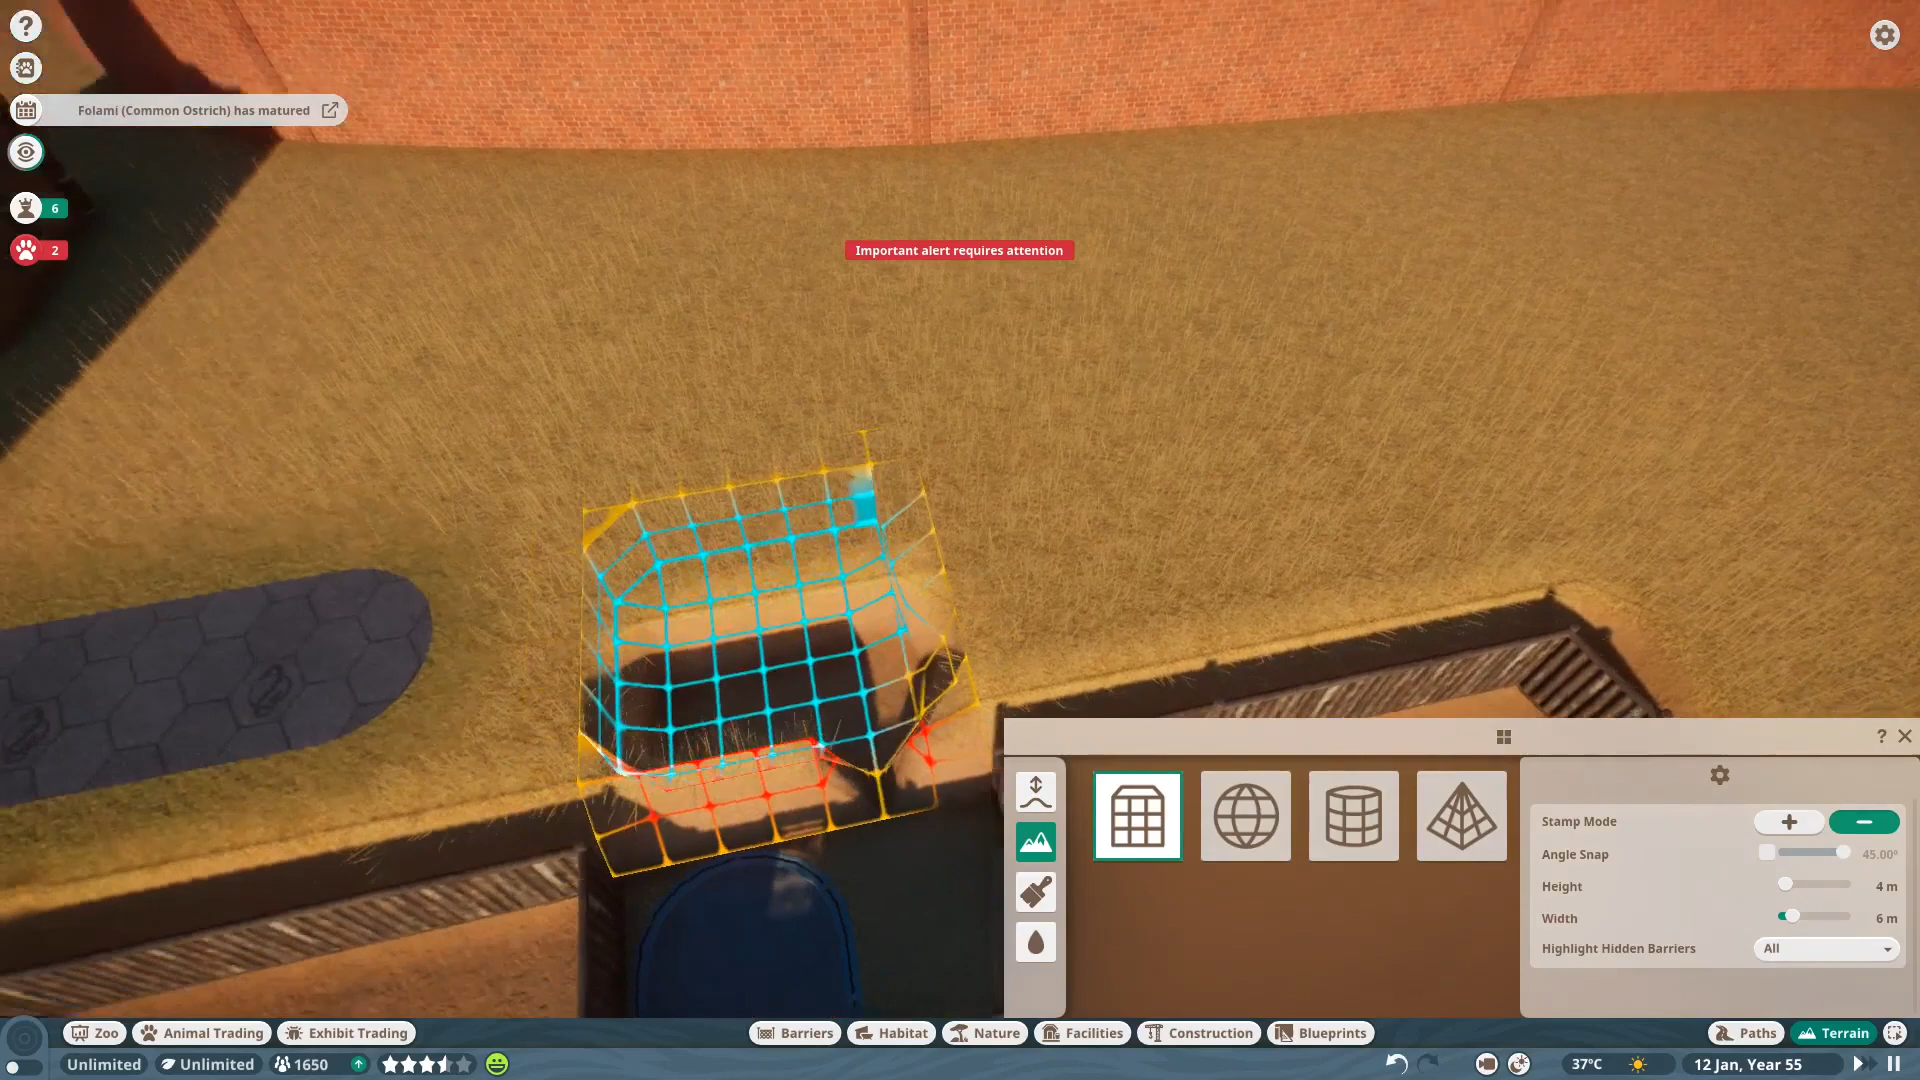 ?
Folami (Common Ostrich) has matured
6
2
Important alert requires attention
?
Stamp Mode
Angle Snap 45.00°
Height 4 m
Width 6 m
Highlight Hidden Barriers All
Zoo Animal Trading Exhibit Trading Barriers Habitat Nature Facilities Construction Blueprints Paths Terrain
Unlimited Unlimited 1650 37°C 12 Jan, Year 55